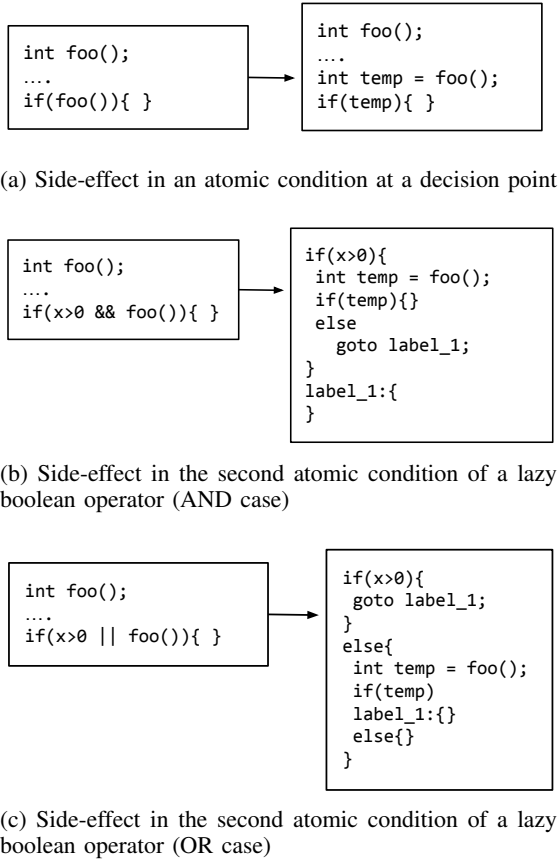 int foo();
….
if(foo()){ }
int foo();
….
int temp = foo();
if(temp){ }
(a) Side-effect in an atomic condition at a decision point
int foo();
….
if(x>0 && foo()){ }
if(x>0){
int temp = foo();
if(temp){}
else
goto label_1;
}
label_1:{
}
(b) Side-effect in the second atomic condition of a lazy
boolean operator (AND case)
int foo();
….
if(x>0 || foo()){ }
if(x>0){
goto label_1;
}
else{
int temp = foo();
if(temp)
label_1:{}
else{}
}
(c) Side-effect in the second atomic condition of a lazy
boolean operator (OR case)